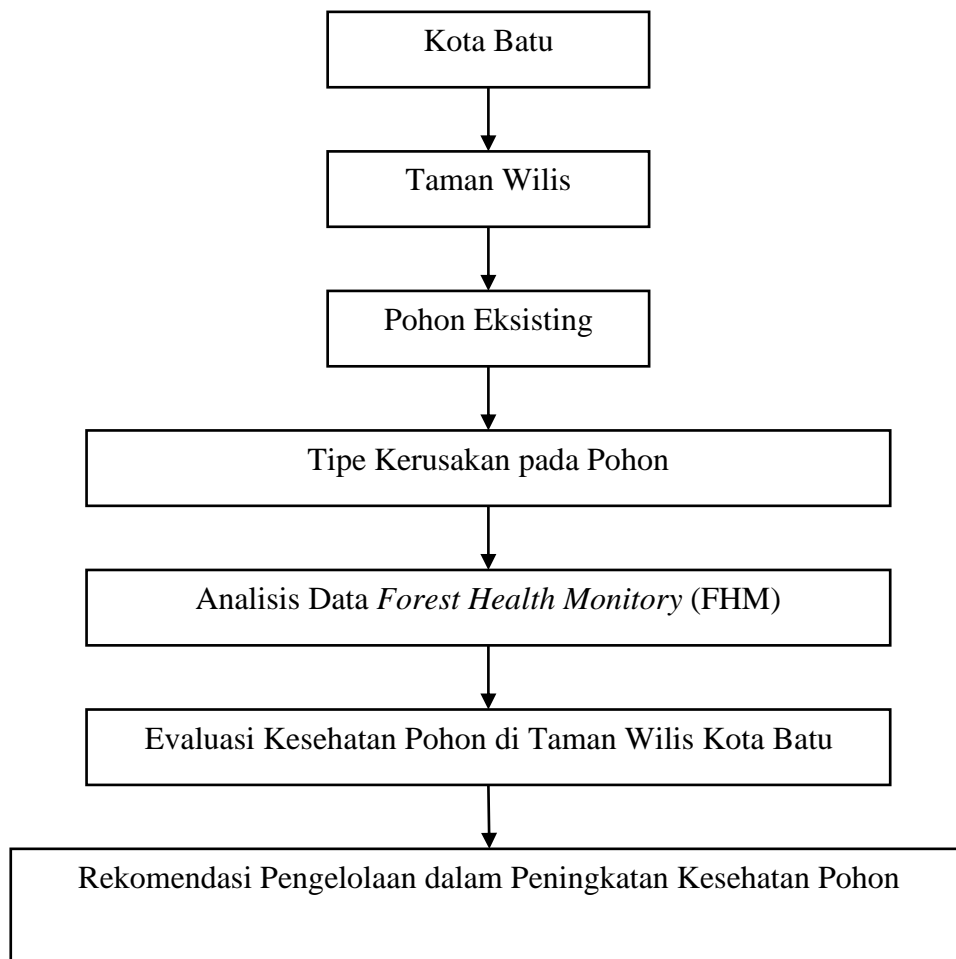 Kota Batu
Taman Wilis
Pohon Eksisting
Tipe Kerusakan pada Pohon
Analisis Data Forest Health Monitory (FHM)
Evaluasi Kesehatan Pohon di Taman Wilis Kota Batu
Rekomendasi Pengelolaan dalam Peningkatan Kesehatan Pohon